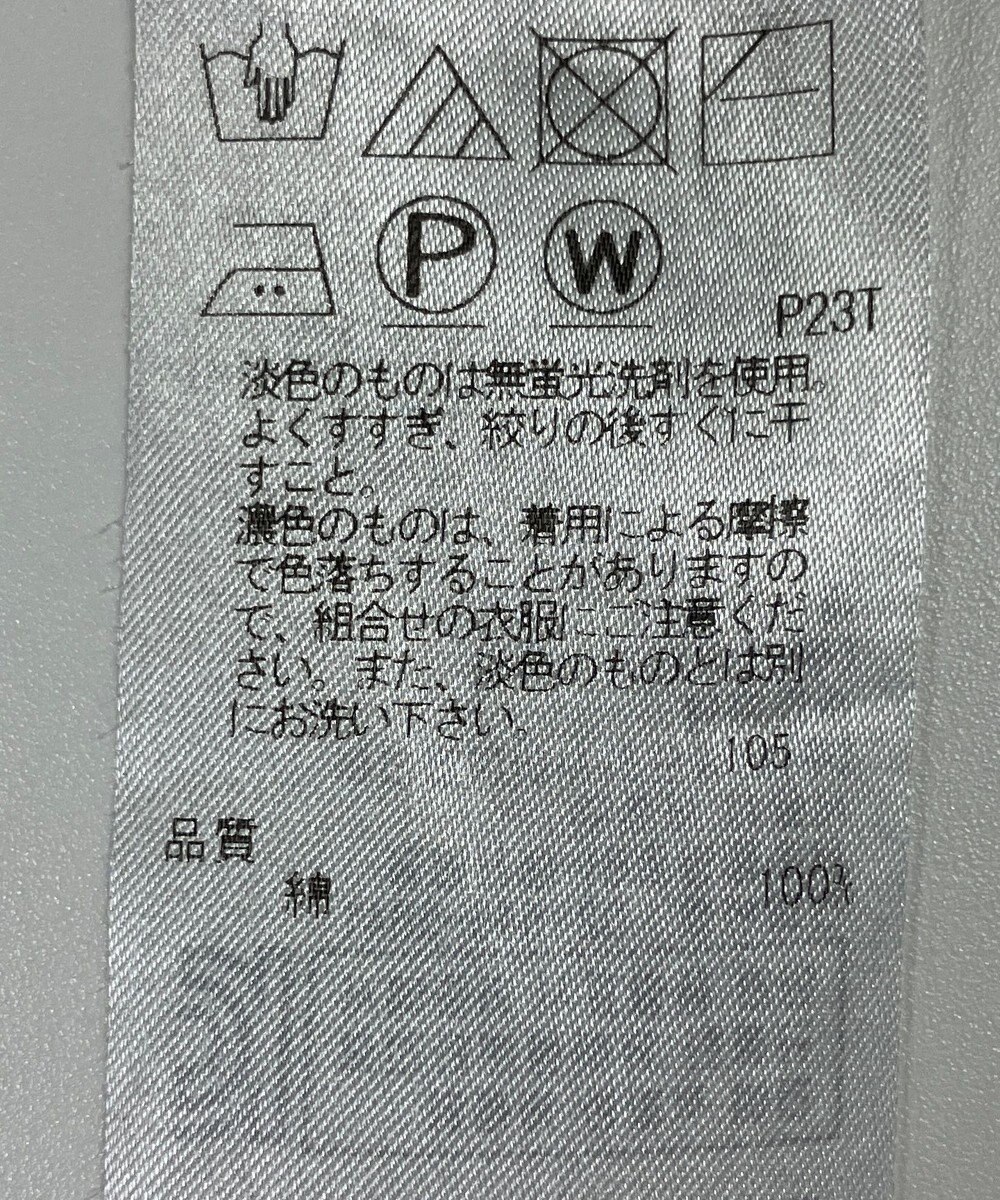 P W
P23T
淡色のものは無蛍光洗剤を使用。
よくすすぎ、絞りの後すぐに干
すこと。
濃色のものは、着用による摩擦
で色落ちすることがありますの
で、組合せの衣服にご注意くだ
さい。また、淡色のものとは別
にお洗い下さい。
105
品質
綿 100%